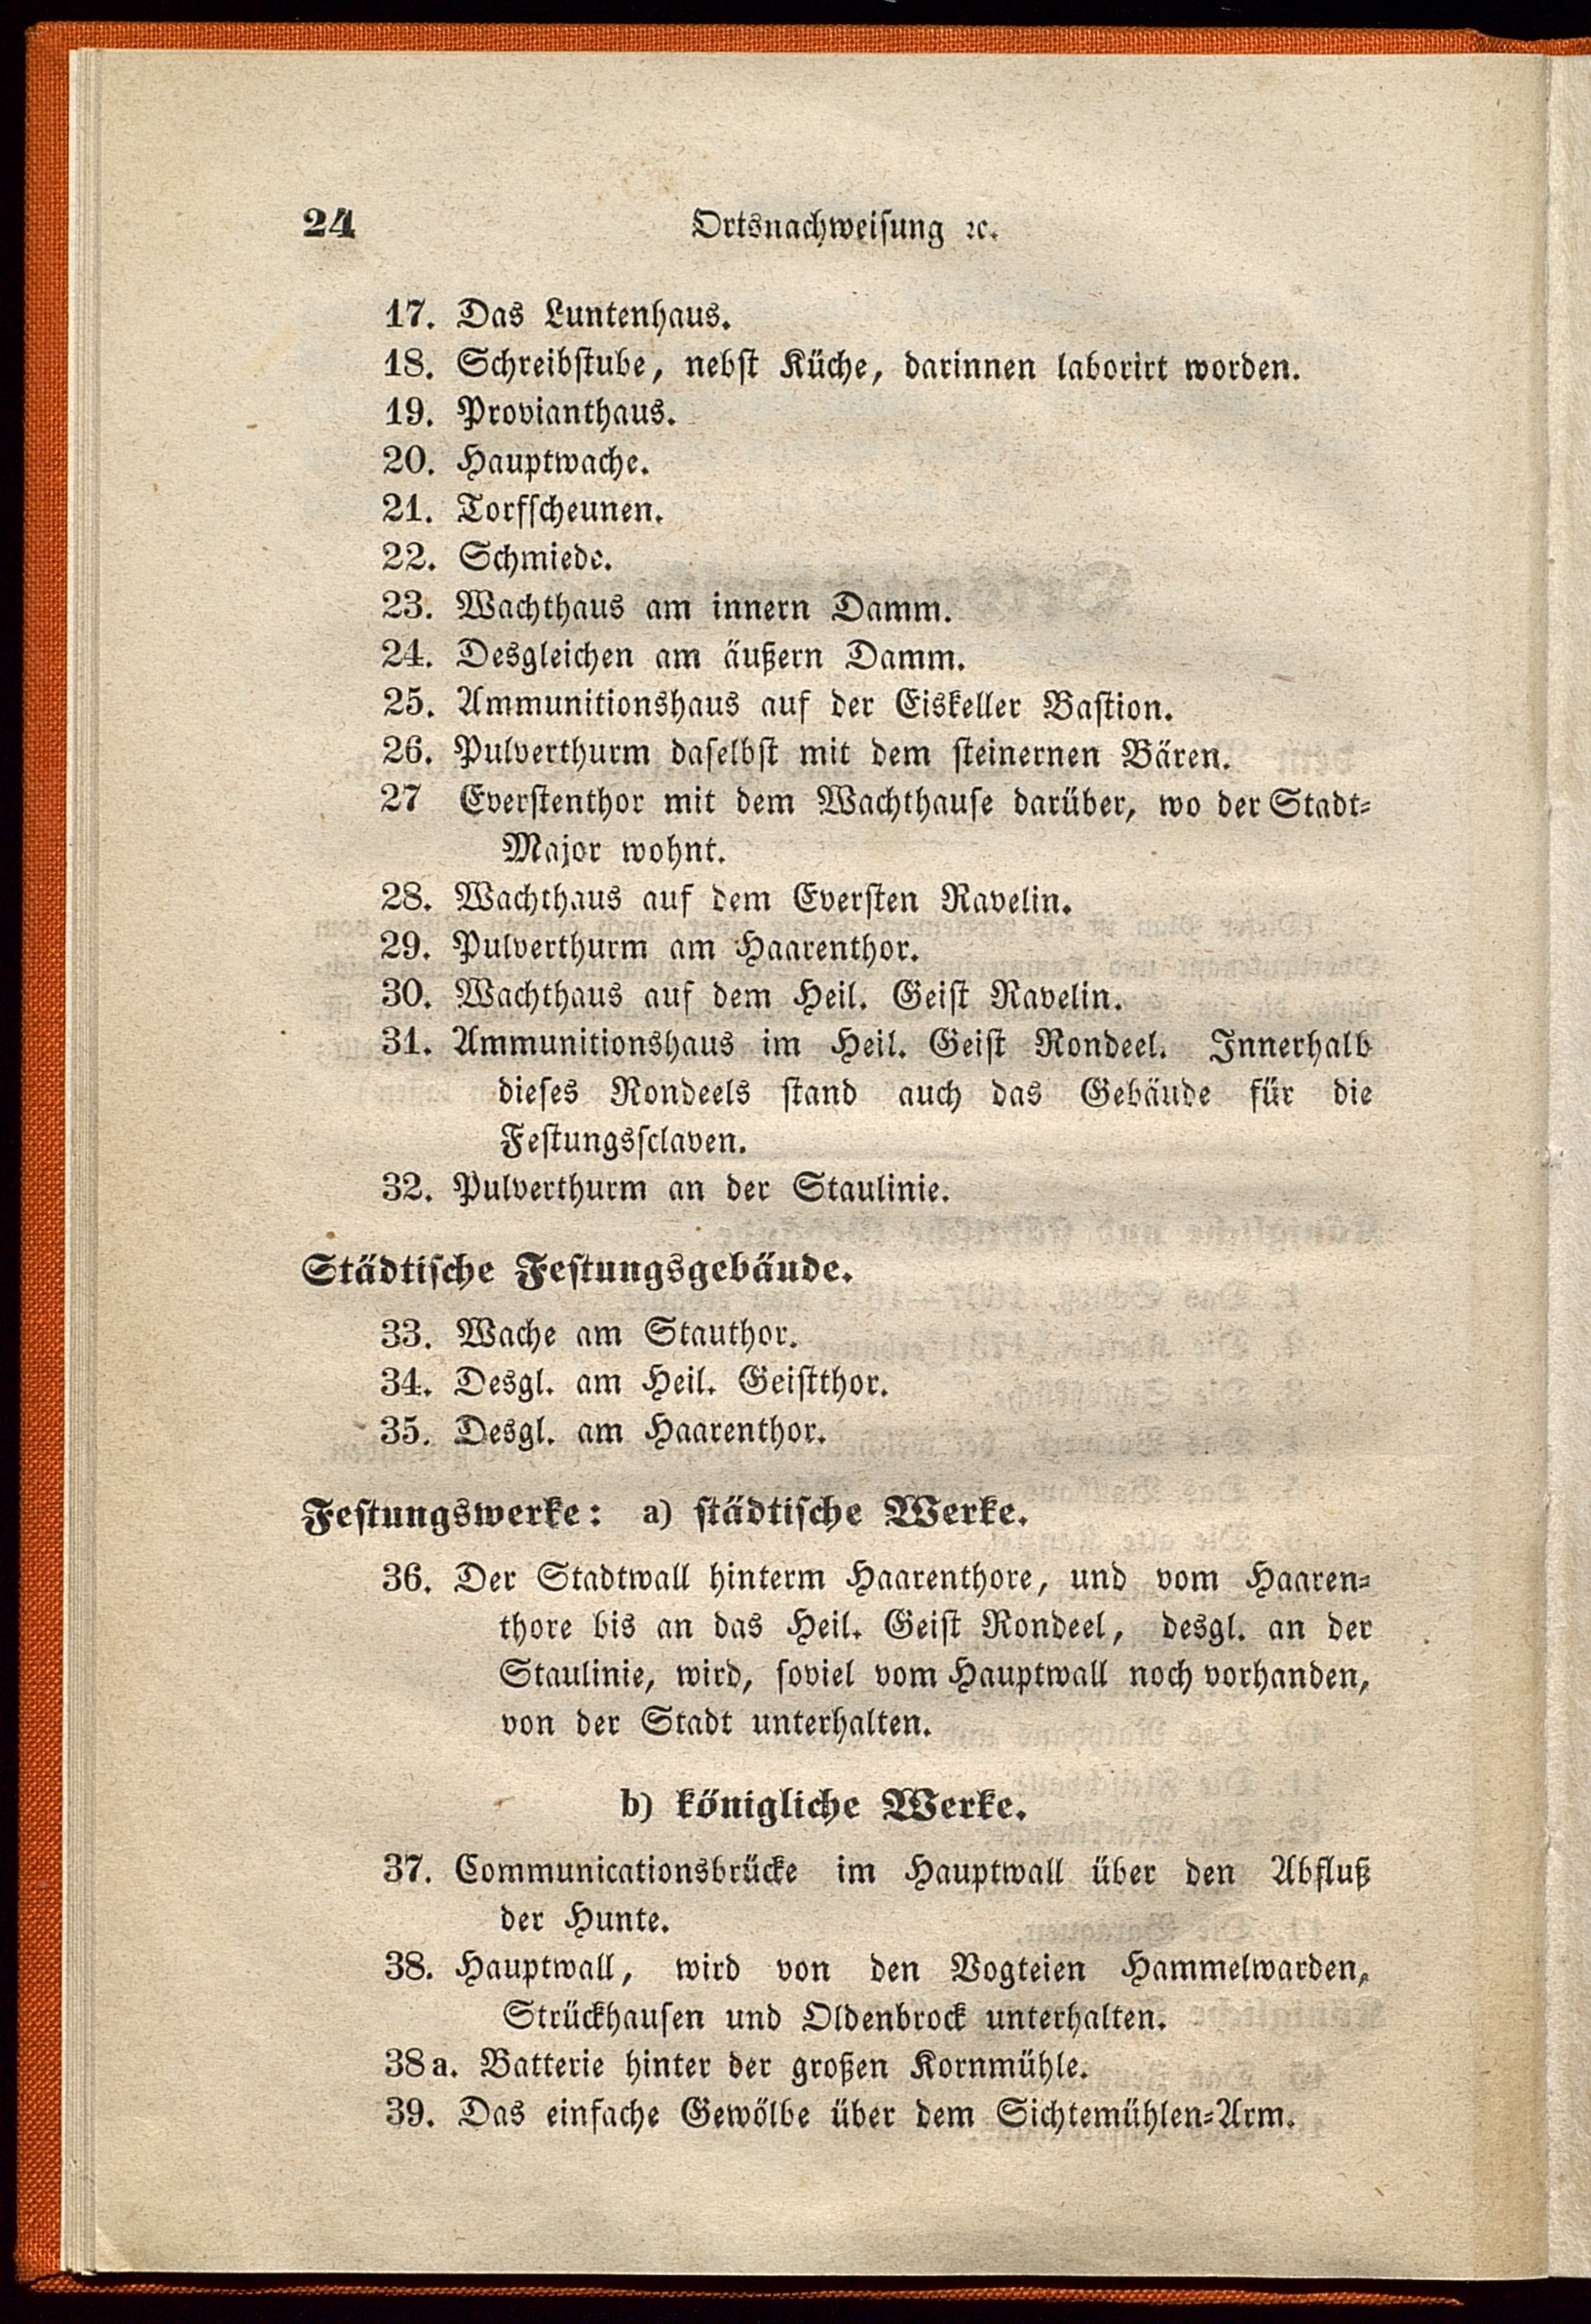 24 Ortsnachweisung ꝛc.
17. Das Luntenhaus.
18. Schreibstube, nebst Küche, darinnen laborirt worden.
19. Provianthaus.
20. Hauptwache.
21. Torfscheunen.
22. Schmiede.
23. Wachthaus am innern Damm.
24. Desgleichen am äußern Damm.
25. Ammunitionshaus auf der Eiskeller Bastion.
26. Pulverthurm daselbst mit dem steinernen Bären.
27 Everstenthor mit dem Wachthause darüber, wo der Stadt-
Major wohnt.
28. Wachthaus auf dem Eversten Ravelin.
29. Pulverthurm am Haarenthor.
30. Wachthaus auf dem Heil. Geist Ravelin.
31. Ammunitionshaus im Heil. Geist Rondeel. Innerhalb
dieses Rondeels stand auch das Gebäude für die
Festungssclaven.
32. Pulverthurm an der Staulinie.
Städtische Festungsgebäude.
33. Wache am Stauthor.
34. Desgl. am Heil. Geistthor.
35. Desgl. am Haarenthor.
Festungswerke: a) städtische Werke.
36. Der Stadtwall hinterm Haarenthore, und vom Haaren-
thore bis an das Heil. Geist Rondeel, desgl. an der
Staulinie, wird, soviel vom Hauptwall noch vorhanden,
von der Stadt unterhalten.
b) königliche Werke.
37. Communicationsbrücke im Hauptwall über den Abfluß
der Hunte.
38. Hauptwall, wird von den Vogteien Hammelwarden,
Strückhausen und Oldenbrock unterhalten.
38a. Batterie hinter der großen Kornmühle.
39. Das einfache Gewölbe über dem Sichtemühlen-Arm.